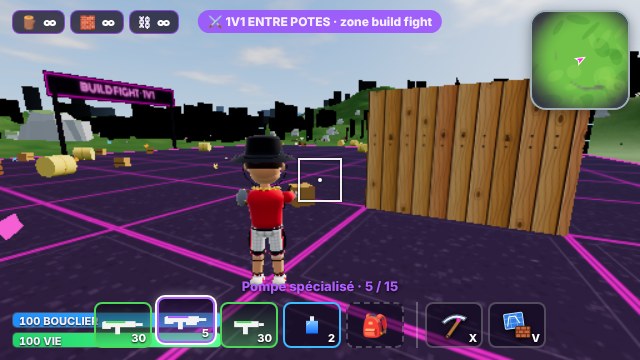 ∞ ∞ ∞
⚔️ 1V1 ENTRE POTES · zone build fight
BUILDFIGHT 1V1
Pompe spécialisé · 5 / 15
100 BOUCLIER
100 VIE
30 5 30 2 X V